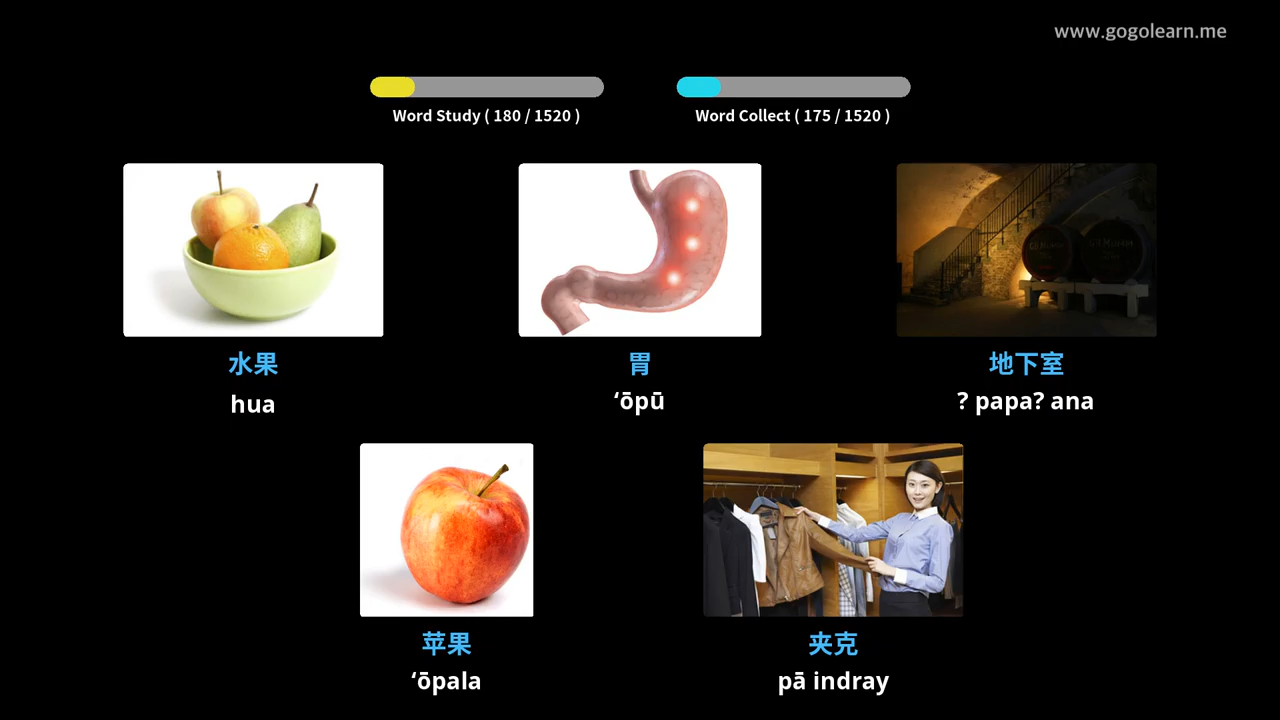 www.gogolearn.me
Word Study ( 180 / 1520 )
Word Collect ( 175 / 1520 )
水果
hua
胃
ʻōpū
地下室
? papa? ana
苹果
ʻōpala
夹克
pā indray